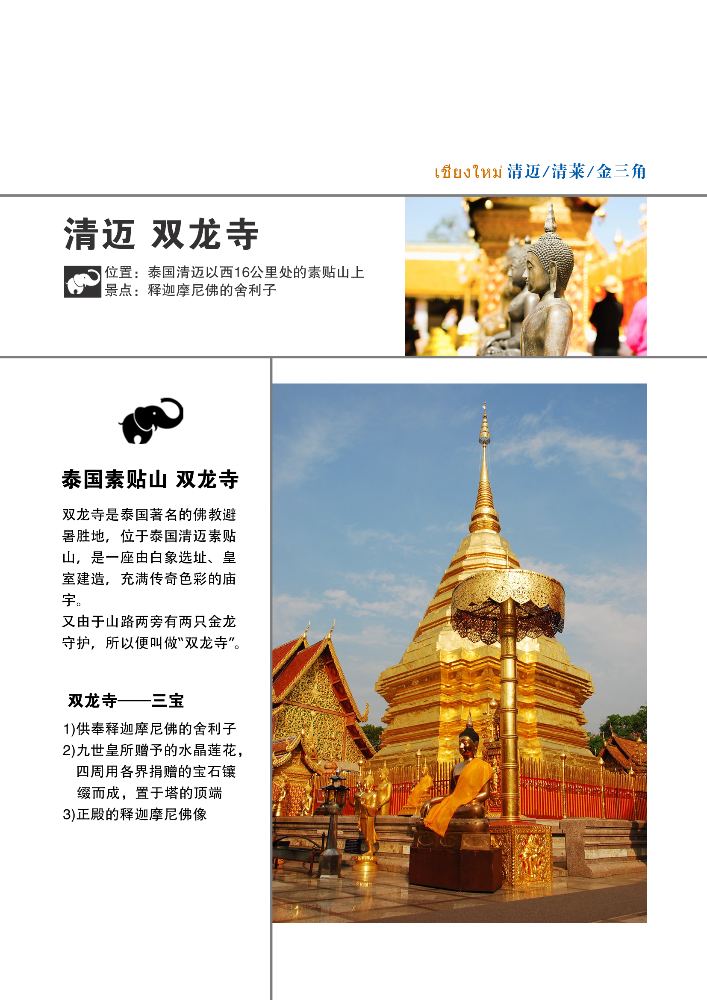 เชียงใหม่ 清迈/清莱/金三角
清迈 双龙寺
位置：泰国清迈以西16公里处的素贴山上
景点：释迦摩尼佛的舍利子
泰国素贴山 双龙寺
双龙寺是泰国著名的佛教避
暑胜地，位于泰国清迈素贴
山，是一座由白象选址、皇
室建造，充满传奇色彩的庙
宇。
又由于山路两旁有两只金龙
守护，所以便叫做“双龙寺”。
双龙寺——三宝
1)供奉释迦摩尼佛的舍利子
2)九世皇所赠予的水晶莲花，
四周用各界捐赠的宝石镶
缀而成，置于塔的顶端
3)正殿的释迦摩尼佛像